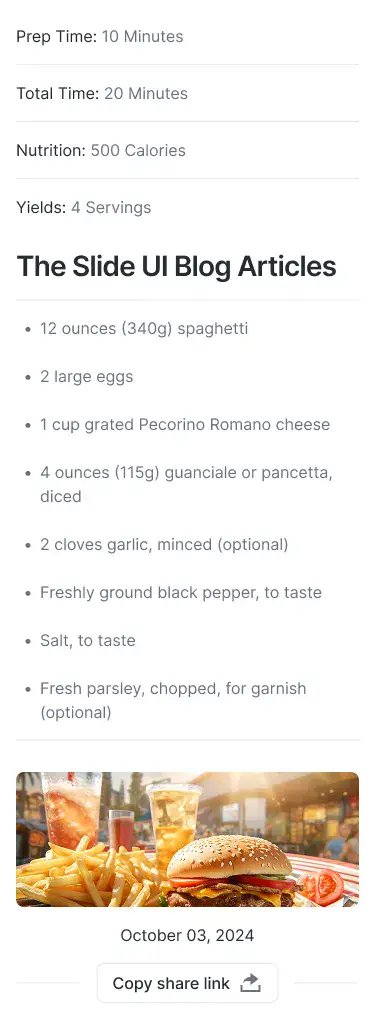 Prep Time: 10 Minutes
Total Time: 20 Minutes
Nutrition: 500 Calories
Yields: 4 Servings
The Slide UI Blog Articles
• 12 ounces (340g) spaghetti
• 2 large eggs
• 1 cup grated Pecorino Romano cheese
• 4 ounces (115g) guanciale or pancetta,
diced
• 2 cloves garlic, minced (optional)
• Freshly ground black pepper, to taste
• Salt, to taste
• Fresh parsley, chopped, for garnish
(optional)
October 03, 2024
Copy share link